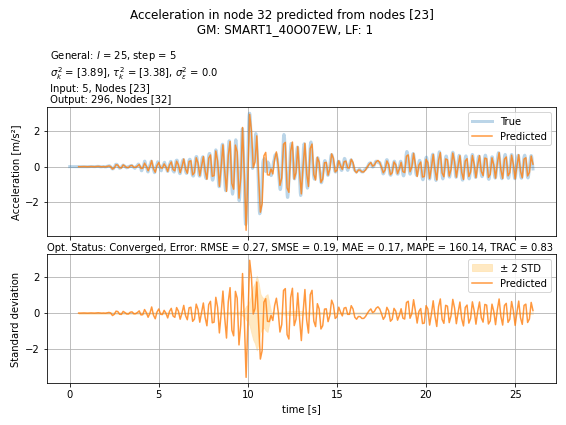 Acceleration in node 32 predicted from nodes [23]
GM: SMART1_40O07EW, LF: 1
General: l = 25, step = 5
σ²ₖ = [3.89], τ²ₖ = [3.38], σ²ε = 0.0
Input: 5, Nodes [23]
Output: 296, Nodes [32]
Acceleration [m/s²]
2
0
−2
True
Predicted
Opt. Status: Converged, Error: RMSE = 0.27, SMSE = 0.19, MAE = 0.17, MAPE = 160.14, TRAC = 0.83
Standard deviation
2
0
−2
± 2 STD
Predicted
0 5 10 15 20 25
time [s]